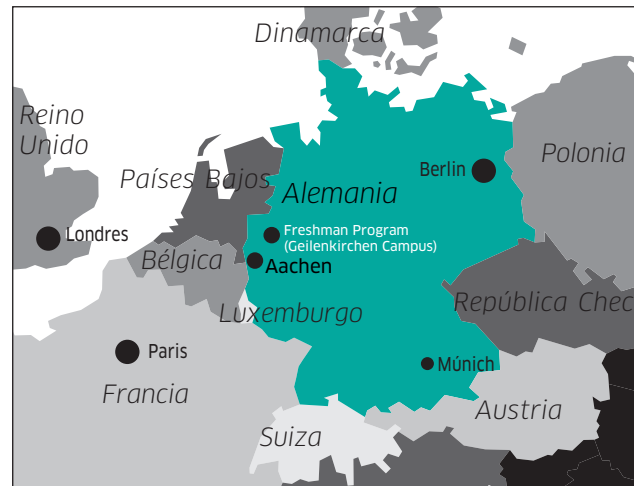 Dinamarca
Reino
Unido
Polonia
Países Bajos
Berlin
Alemania
Londres
Freshman Program
(Geilenkirchen Campus)
Bélgica
Aachen
Luxemburgo
República Chec
Paris
Múnich
Francia
Austria
Suiza